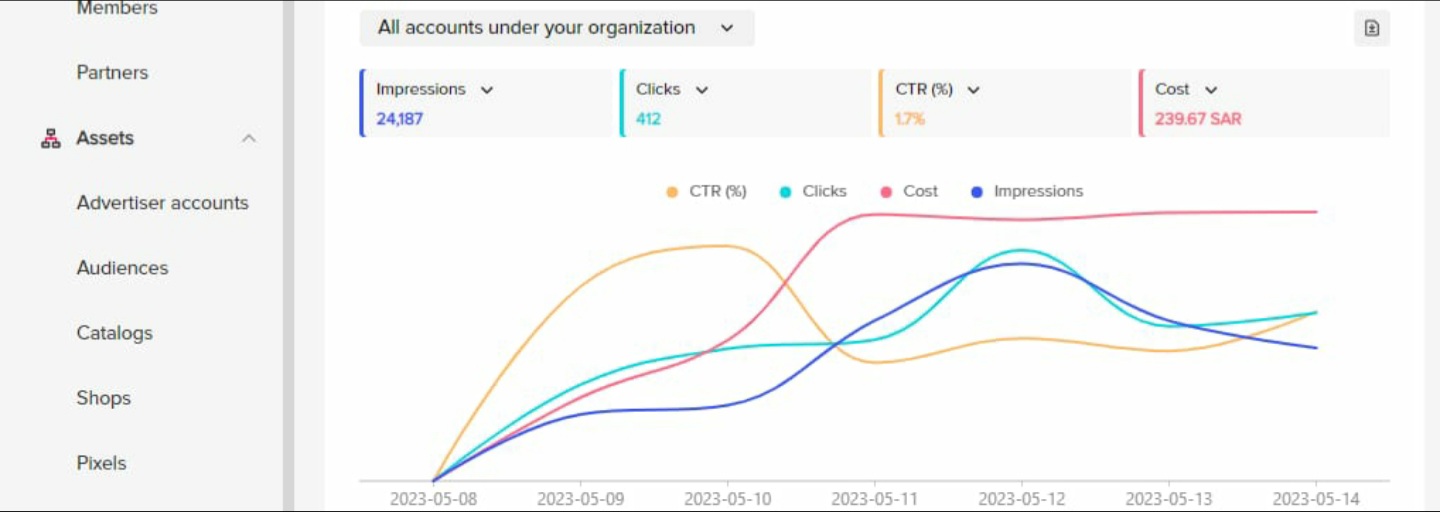 Members
Partners
Assets
Advertiser accounts
Audiences
Catalogs
Shops
Pixels
All accounts under your organization
Impressions
24,187
Clicks
412
CTR (%)
1.7%
Cost
239.67 SAR
CTR (%) Clicks Cost Impressions
2023-05-08 2023-05-09 2023-05-10 2023-05-11 2023-05-12 2023-05-13 2023-05-14